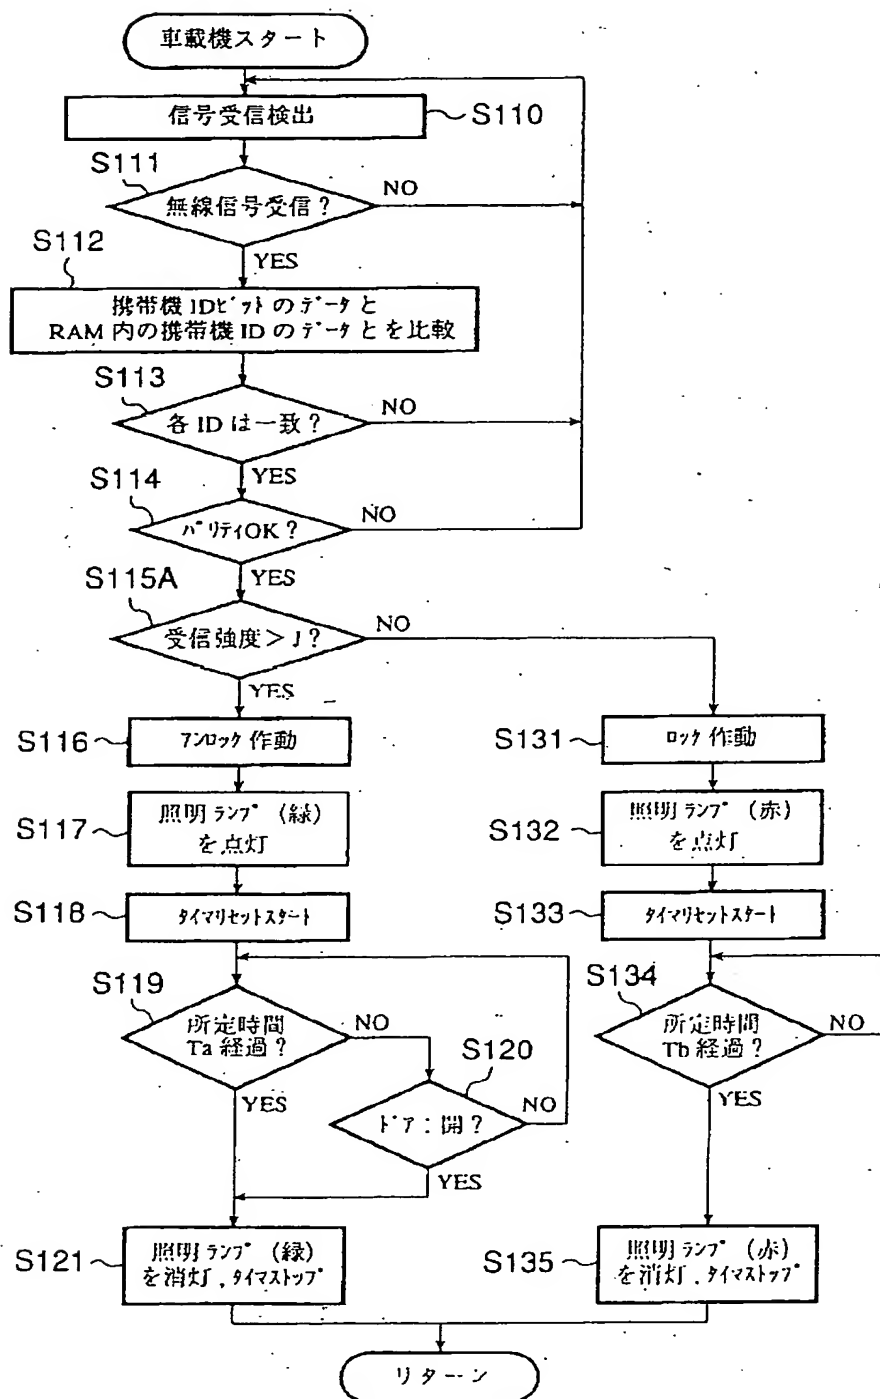 車載機スタート
信号受信検出
S110
S111
無線信号受信？
NO
YES
S112
携帯機IDﾋﾞｯﾄのﾃﾞｰﾀと
RAM内の携帯機IDのﾃﾞｰﾀとを比較
S113
各IDは一致？
NO
YES
S114
ﾊﾟﾘﾃｨOK？
NO
YES
S115A
受信強度＞J？
NO
YES
S116
ｱﾝﾛｯｸ作動
S117
照明ﾗﾝﾌﾟ（緑）
を点灯
S118
ﾀｲﾏﾘｾｯﾄｽﾀｰﾄ
S119
所定時間
Ta経過？
NO
YES
S120
ﾄﾞｱ：開？
NO
YES
S121
照明ﾗﾝﾌﾟ（緑）
を消灯，ﾀｲﾏｽﾄｯﾌﾟ
S131
ﾛｯｸ作動
S132
照明ﾗﾝﾌﾟ（赤）
を点灯
S133
ﾀｲﾏﾘｾｯﾄｽﾀｰﾄ
S134
所定時間
Tb経過？
NO
YES
S135
照明ﾗﾝﾌﾟ（赤）
を消灯，ﾀｲﾏｽﾄｯﾌﾟ
リターン